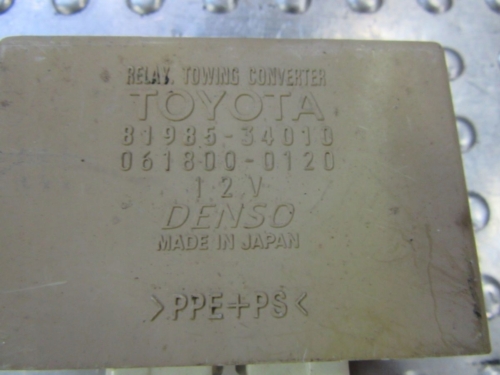 RELAY, TOWING CONVERTER
TOYOTA
81985-34010
061800-0120
12V
DENSO
MADE IN JAPAN
>PPE+PS<